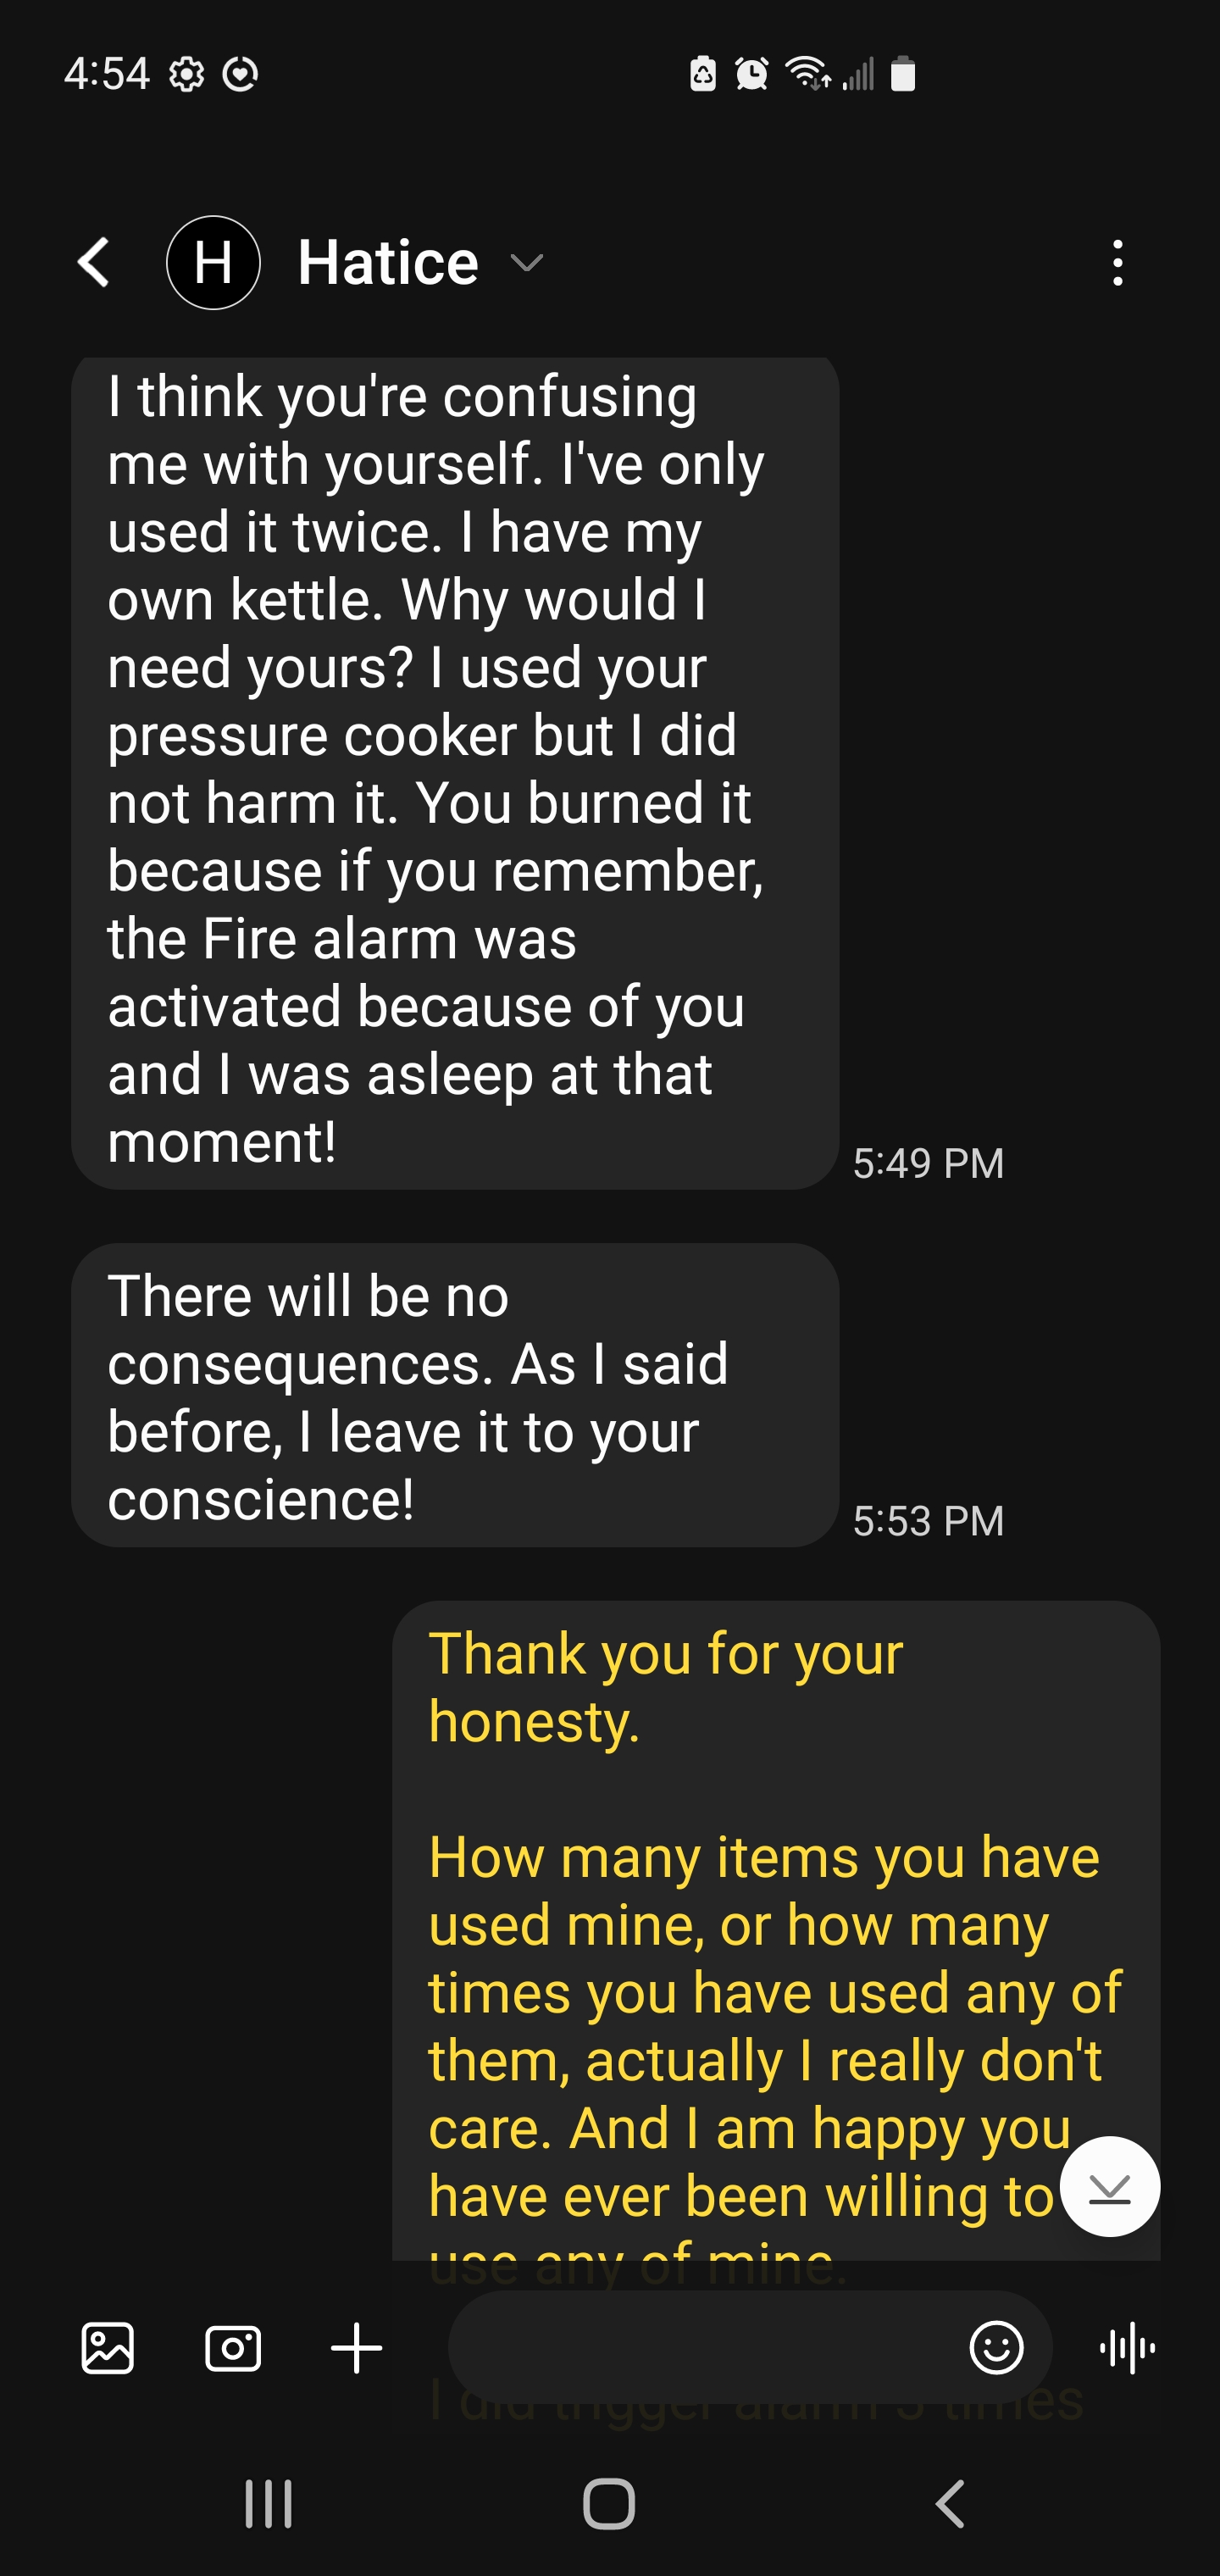 4:54
H Hatice
I think you're confusing
me with yourself. I've only
used it twice. I have my
own kettle. Why would I
need yours? I used your
pressure cooker but I did
not harm it. You burned it
because if you remember,
the Fire alarm was
activated because of you
and I was asleep at that
moment!
5:49 PM
There will be no
consequences. As I said
before, I leave it to your
conscience!
5:53 PM
Thank you for your
honesty.
How many items you have
used mine, or how many
times you have used any of
them, actually I really don't
care. And I am happy you
have ever been willing to
use any of mine.
I did trigger alarm 3 times